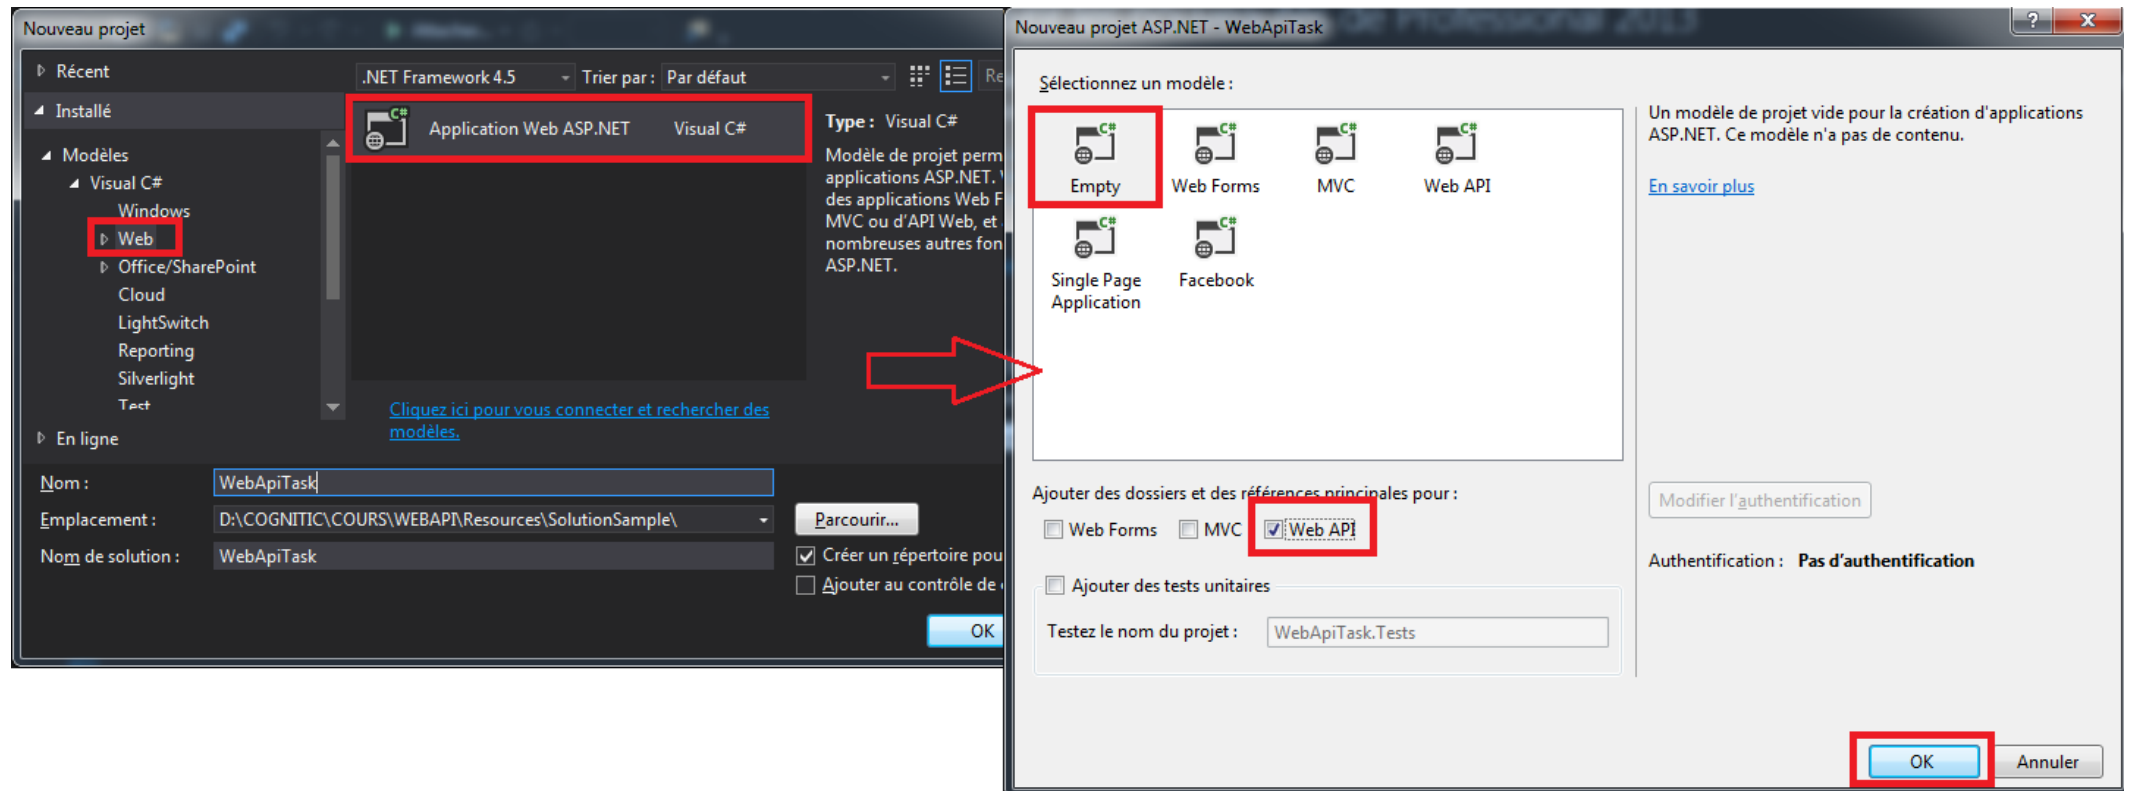 Nouveau projet
Récent
.NET Framework 4.5
Trier par :
Par défaut
Re
Installé
Modèles
Visual C#
Windows
Web
Office/SharePoint
Cloud
LightSwitch
Reporting
Silverlight
Test
En ligne
C#
Application Web ASP.NET
Visual C#
Cliquez ici pour vous connecter et rechercher des
modèles.
Type : Visual C#
Modèle de projet perm
applications ASP.NET.
des applications Web F
MVC ou d'API Web, et
nombreuses autres fon
ASP.NET.
Nom :
WebApiTask
Emplacement :
D:\COGNITIC\COURS\WEBAPI\Resources\SolutionSample\
Parcourir...
Nom de solution :
WebApiTask
Créer un répertoire pou
Ajouter au contrôle de
OK
Nouveau projet ASP.NET - WebApiTask
de Professional 2013
?
X
Sélectionnez un modèle :
C#
Empty
C#
Web Forms
C#
MVC
C#
Web API
C#
Single Page
Application
C#
Facebook
Un modèle de projet vide pour la création d'applications
ASP.NET. Ce modèle n'a pas de contenu.
En savoir plus
Ajouter des dossiers et des références principales pour :
Web Forms
MVC
Web API
Ajouter des tests unitaires
Testez le nom du projet :
WebApiTask.Tests
Modifier l'authentification
Authentification : Pas d'authentification
OK
Annuler